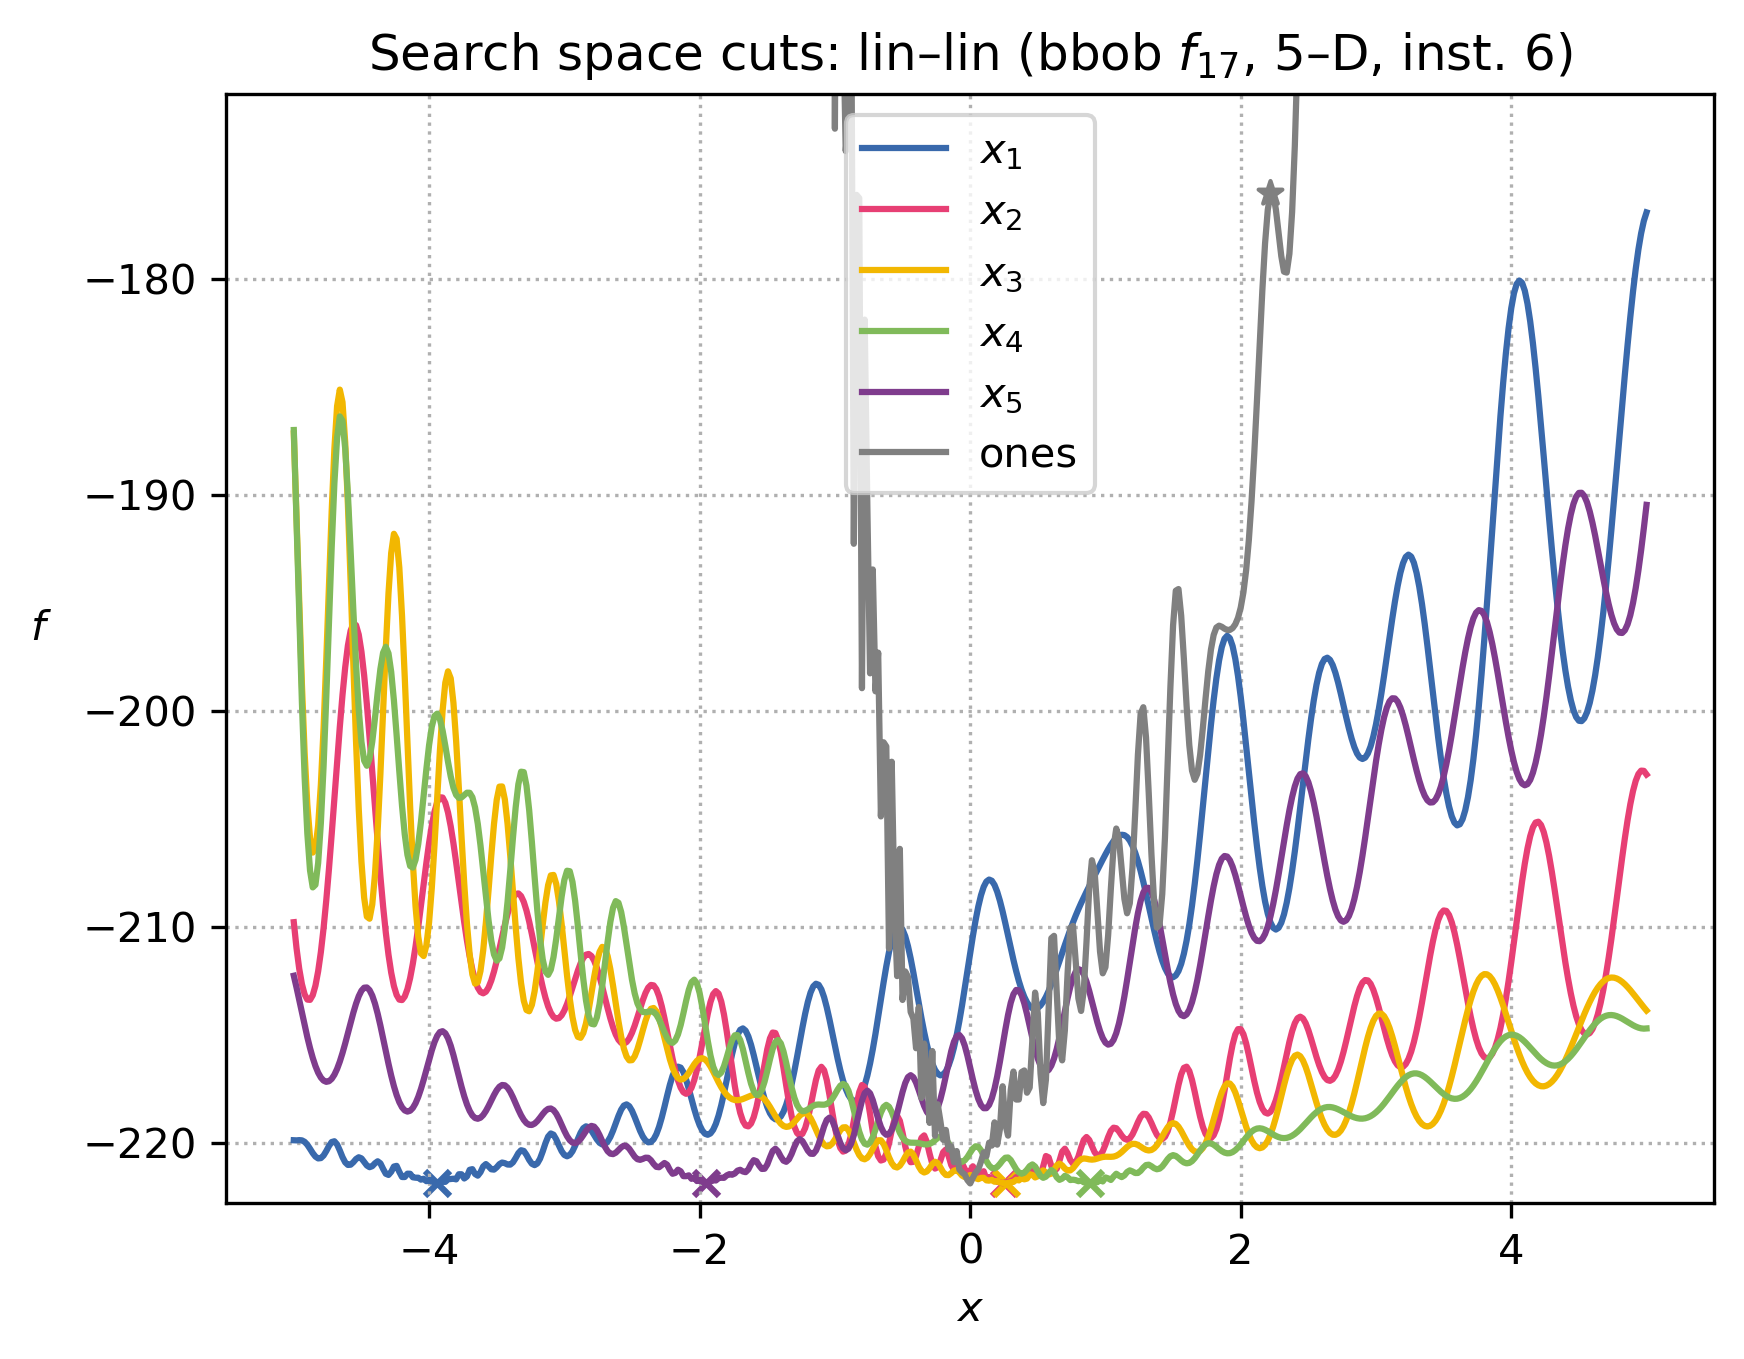 Search space cuts: lin–lin (bbob f₁₇, 5–D, inst. 6)
x₁
x₂
x₃
x₄
x₅
ones
−180
−190
−200
−210
−220
f
−4 −2 0 2 4
x